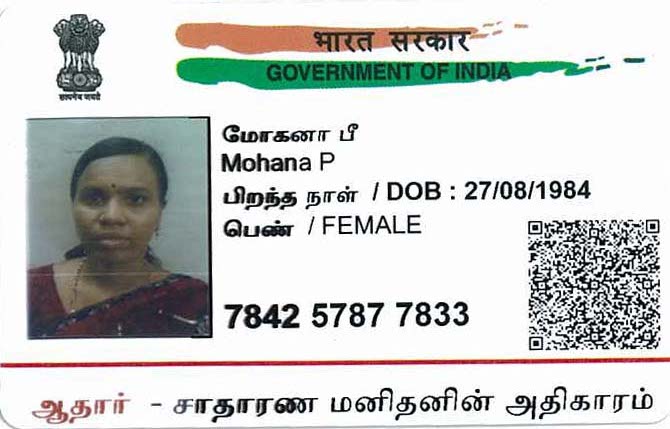 सत्यमेव जयते
भारत सरकार
GOVERNMENT OF INDIA
மோகனா பீ
Mohana P
பிறந்த நாள் / DOB : 27/08/1984
பெண் / FEMALE
7842 5787 7833
ஆதார் - சாதாரண மனிதனின் அதிகாரம்